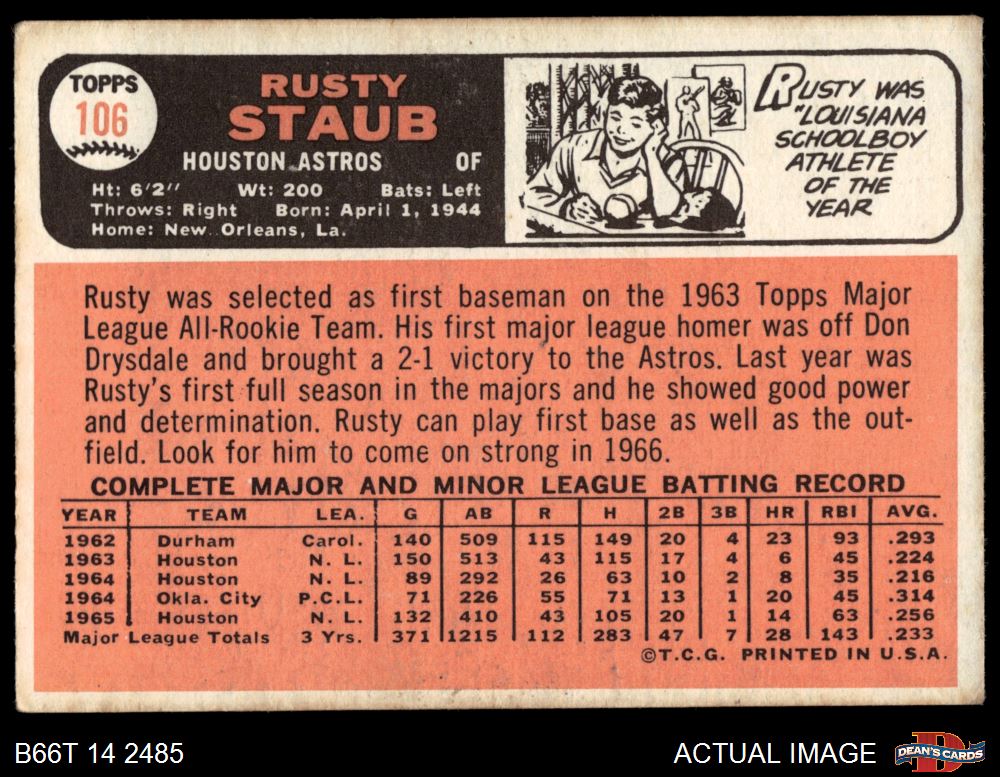 TOPPS
106
RUSTY
STAUB
HOUSTON ASTROS OF
Ht: 6'2" Wt: 200 Bats: Left
Throws: Right Born: April 1, 1944
Home: New Orleans, La.
RUSTY WAS
"LOUISIANA
SCHOOLBOY
ATHLETE
OF THE
YEAR
Rusty was selected as first baseman on the 1963 Topps Major
League All-Rookie Team. His first major league homer was off Don
Drysdale and brought a 2-1 victory to the Astros. Last year was
Rusty's first full season in the majors and he showed good power
and determination. Rusty can play first base as well as the out-
field. Look for him to come on strong in 1966.
COMPLETE MAJOR AND MINOR LEAGUE BATTING RECORD
YEAR TEAM LEA. G AB R H 2B 3B HR RBI AVG.
1962 Durham Carol. 140 509 115 149 20 4 23 93 .293
1963 Houston N. L. 150 513 43 115 17 4 6 45 .224
1964 Houston N. L. 89 292 26 63 10 2 8 35 .216
1964 Okla. City P.C.L. 71 226 55 71 13 1 20 45 .314
1965 Houston N. L. 132 410 43 105 20 1 14 63 .256
Major League Totals 3 Yrs. 371 1215 112 283 47 7 28 143 .233
©T.C.G. PRINTED IN U.S.A.
B66T 14 2485 ACTUAL IMAGE
DEAN'S CARDS